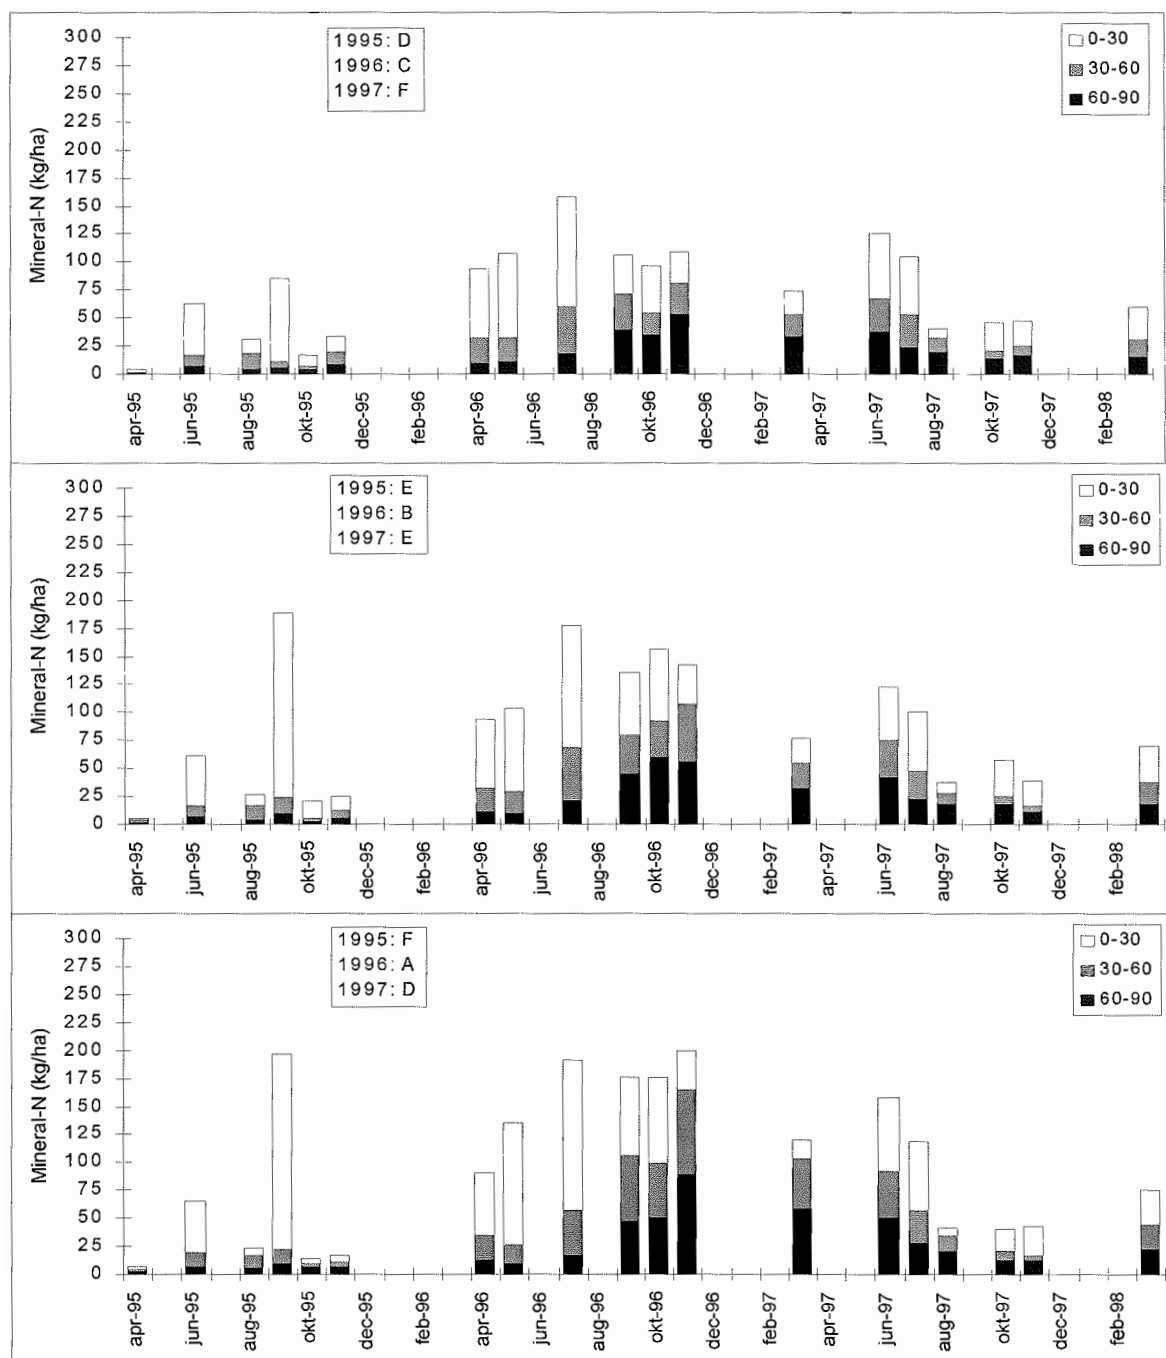 300
275
250
225
200
175
150
125
100
75
50
25
0
Mineral-N (kg/ha)
1995: D
1996: C
1997: F
0-30
30-60
60-90
apr-95
jun-95
aug-95
okt-95
dec-95
feb-96
apr-96
jun-96
aug-96
okt-96
dec-96
feb-97
apr-97
jun-97
aug-97
okt-97
dec-97
feb-98
300
275
250
225
200
175
150
125
100
75
50
25
0
Mineral-N (kg/ha)
1995: E
1996: B
1997: E
0-30
30-60
60-90
apr-95
jun-95
aug-95
okt-95
dec-95
feb-96
apr-96
jun-96
aug-96
okt-96
dec-96
feb-97
apr-97
jun-97
aug-97
okt-97
dec-97
feb-98
300
275
250
225
200
175
150
125
100
75
50
25
0
Mineral-N (kg/ha)
1995: F
1996: A
1997: D
0-30
30-60
60-90
apr-95
jun-95
aug-95
okt-95
dec-95
feb-96
apr-96
jun-96
aug-96
okt-96
dec-96
feb-97
apr-97
jun-97
aug-97
okt-97
dec-97
feb-98